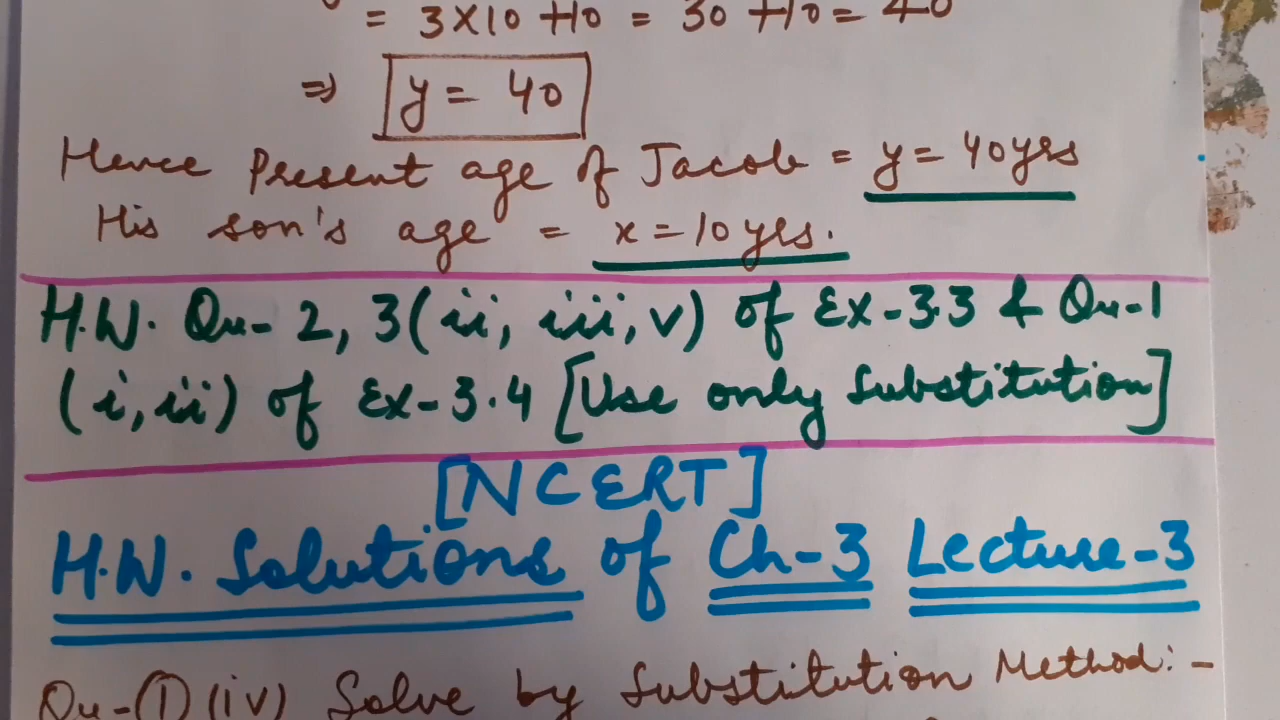 = 3×10 +10 = 30 +10 = 40
⇒ y = 40
Hence Present age of Jacob = y = 40yrs
His son's age = x = 10yrs.
H.W. Qu- 2, 3(ii, iii, v) of Ex-3.3 & Qu-1
(i, ii) of Ex-3.4 [Use only Substitution]
[NCERT]
H.W. Solutions of Ch-3 Lecture-3
Qu-① (iv) Solve by Substitution Method:-